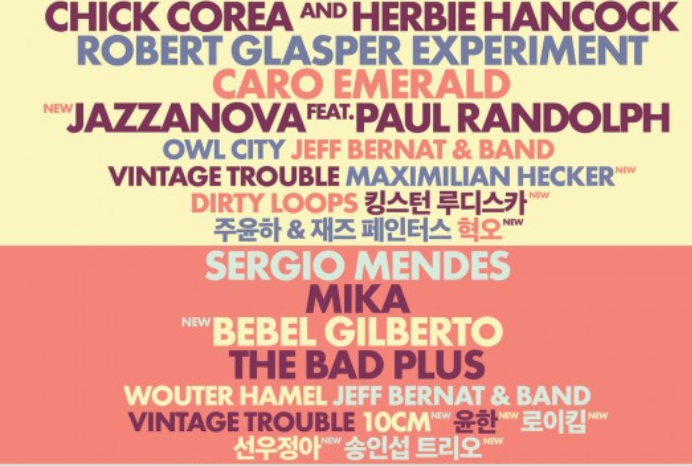 CHICK COREA AND HERBIE HANCOCK
ROBERT GLASPER EXPERIMENT
CARO EMERALD
NEW JAZZANOVA FEAT. PAUL RANDOLPH
OWL CITY JEFF BERNAT & BAND
VINTAGE TROUBLE MAXIMILIAN HECKER NEW
DIRTY LOOPS 킹스턴 루디스카 NEW
주윤하 & 재즈 페인터스 혁오 NEW
SERGIO MENDES
MIKA
NEW BEBEL GILBERTO
THE BAD PLUS
WOUTER HAMEL JEFF BERNAT & BAND
VINTAGE TROUBLE 10CM NEW 윤한 NEW 로이킴 NEW
선우정아 NEW 송인섭 트리오 NEW